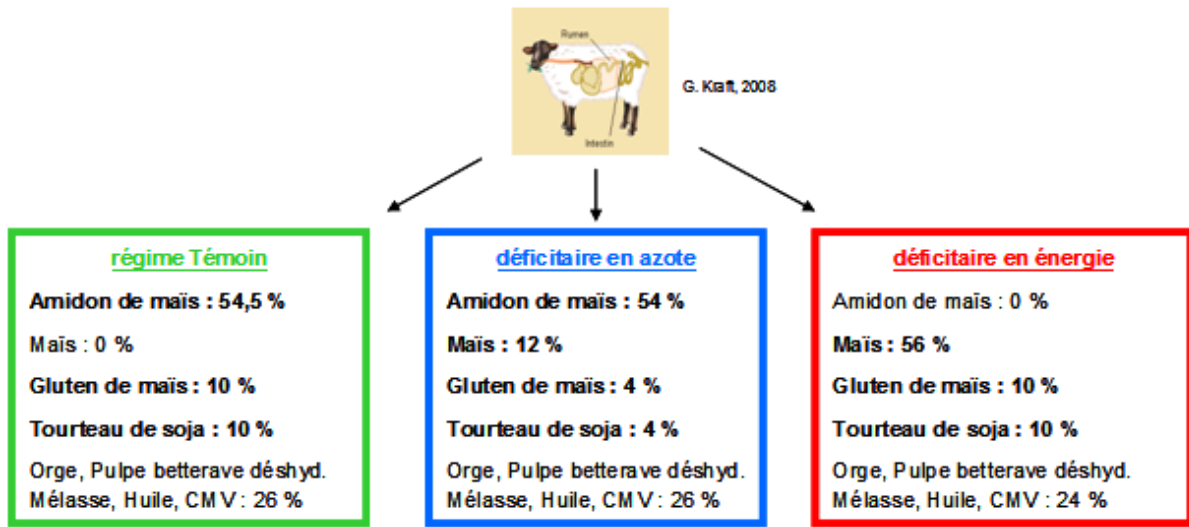 Rumen
G. Kraft, 2008
Intestin
régime Témoin
Amidon de maïs : 54,5 %
Maïs : 0 %
Gluten de maïs : 10 %
Tourteau de soja : 10 %
Orge, Pulpe betterave déshyd.
Mélasse, Huile, CMV : 26 %
déficitaire en azote
Amidon de maïs : 54 %
Maïs : 12 %
Gluten de maïs : 4 %
Tourteau de soja : 4 %
Orge, Pulpe betterave déshyd.
Mélasse, Huile, CMV : 26 %
déficitaire en énergie
Amidon de maïs : 0 %
Maïs : 56 %
Gluten de maïs : 10 %
Tourteau de soja : 10 %
Orge, Pulpe betterave déshyd.
Mélasse, Huile, CMV : 24 %